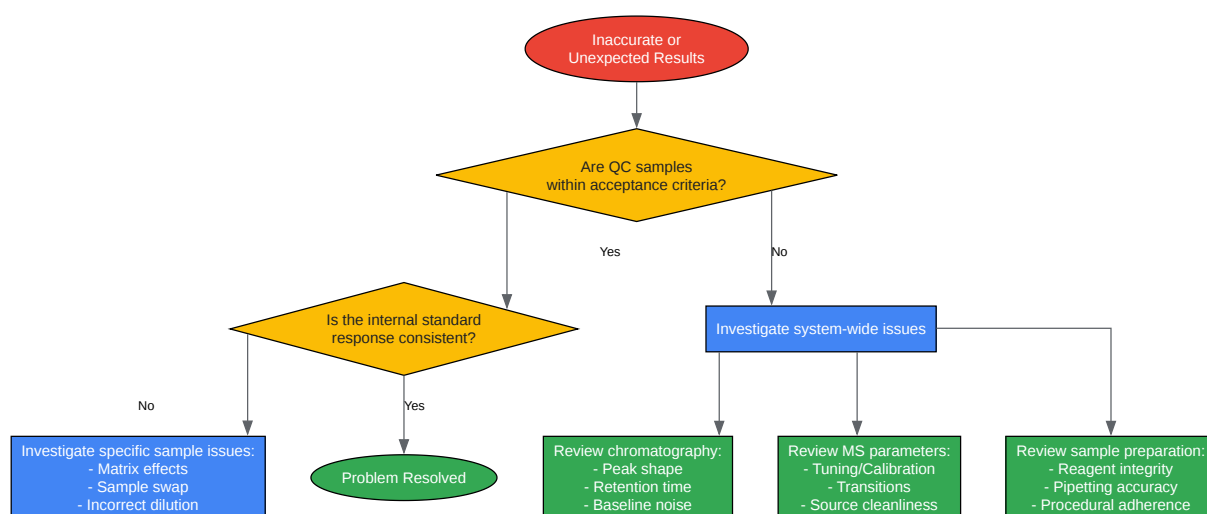 Inaccurate or
Unexpected Results
Are QC samples
within acceptance criteria?
Yes
No
Is the internal standard
response consistent?
Investigate system-wide issues
No
Yes
Investigate specific sample issues:
- Matrix effects
- Sample swap
- Incorrect dilution
Problem Resolved
Review chromatography:
- Peak shape
- Retention time
- Baseline noise
Review MS parameters:
- Tuning/Calibration
- Transitions
- Source cleanliness
Review sample preparation:
- Reagent integrity
- Pipetting accuracy
- Procedural adherence